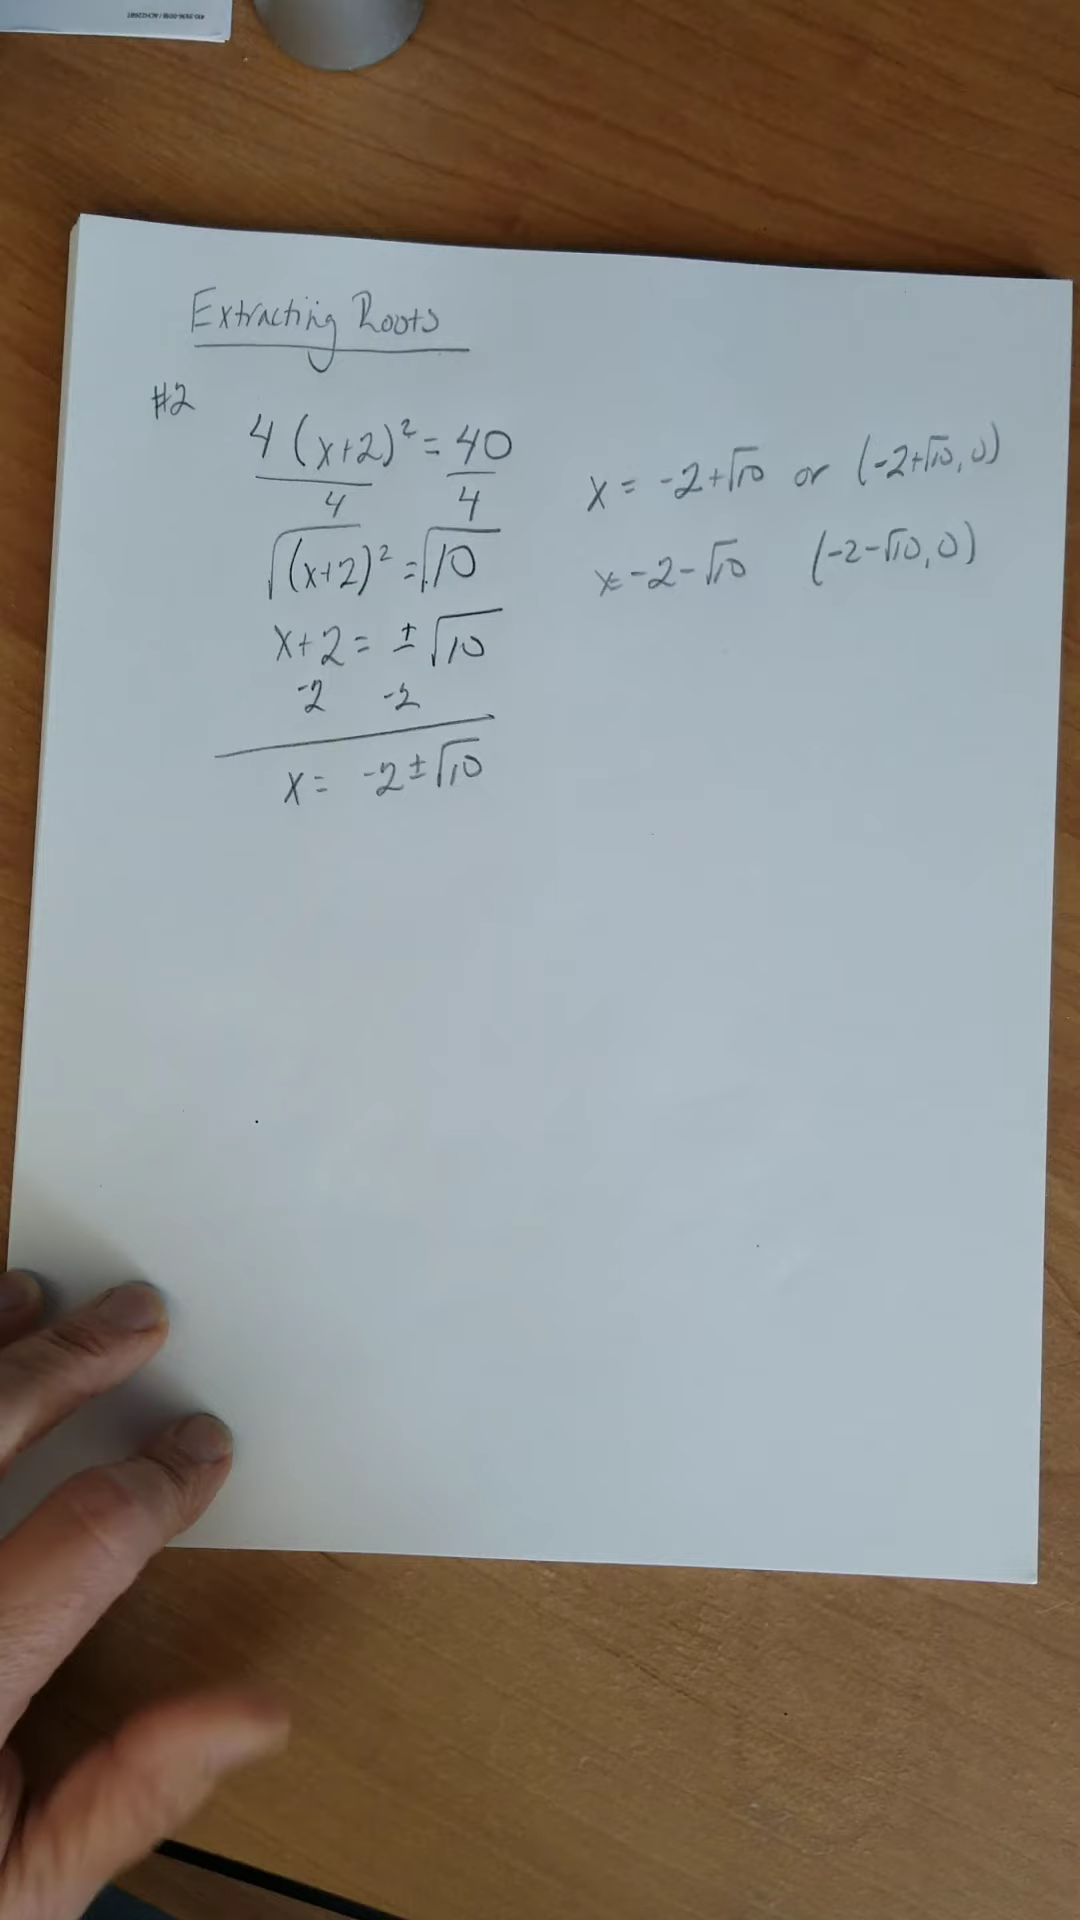 Extracting Roots
#2
4(x+2)² = 40
4 4
√(x+2)² = √10
x+2 = ±√10
-2 -2
x = -2±√10
x = -2+√10 or (-2+√10, 0)
x = -2-√10 (-2-√10, 0)